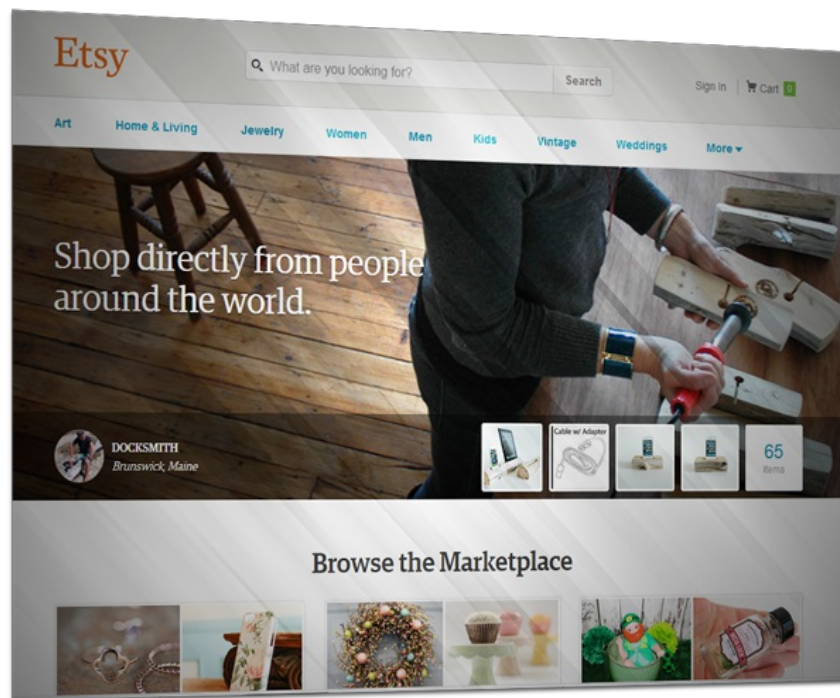 Etsy
What are you looking for?
Search
Sign In
Cart 0
Art
Home & Living
Jewelry
Women
Men
Kids
Vintage
Weddings
More
Shop directly from people
around the world.
DOCKSMITH
Brunswick, Maine
Cable w/ Adapter
65
items
Browse the Marketplace